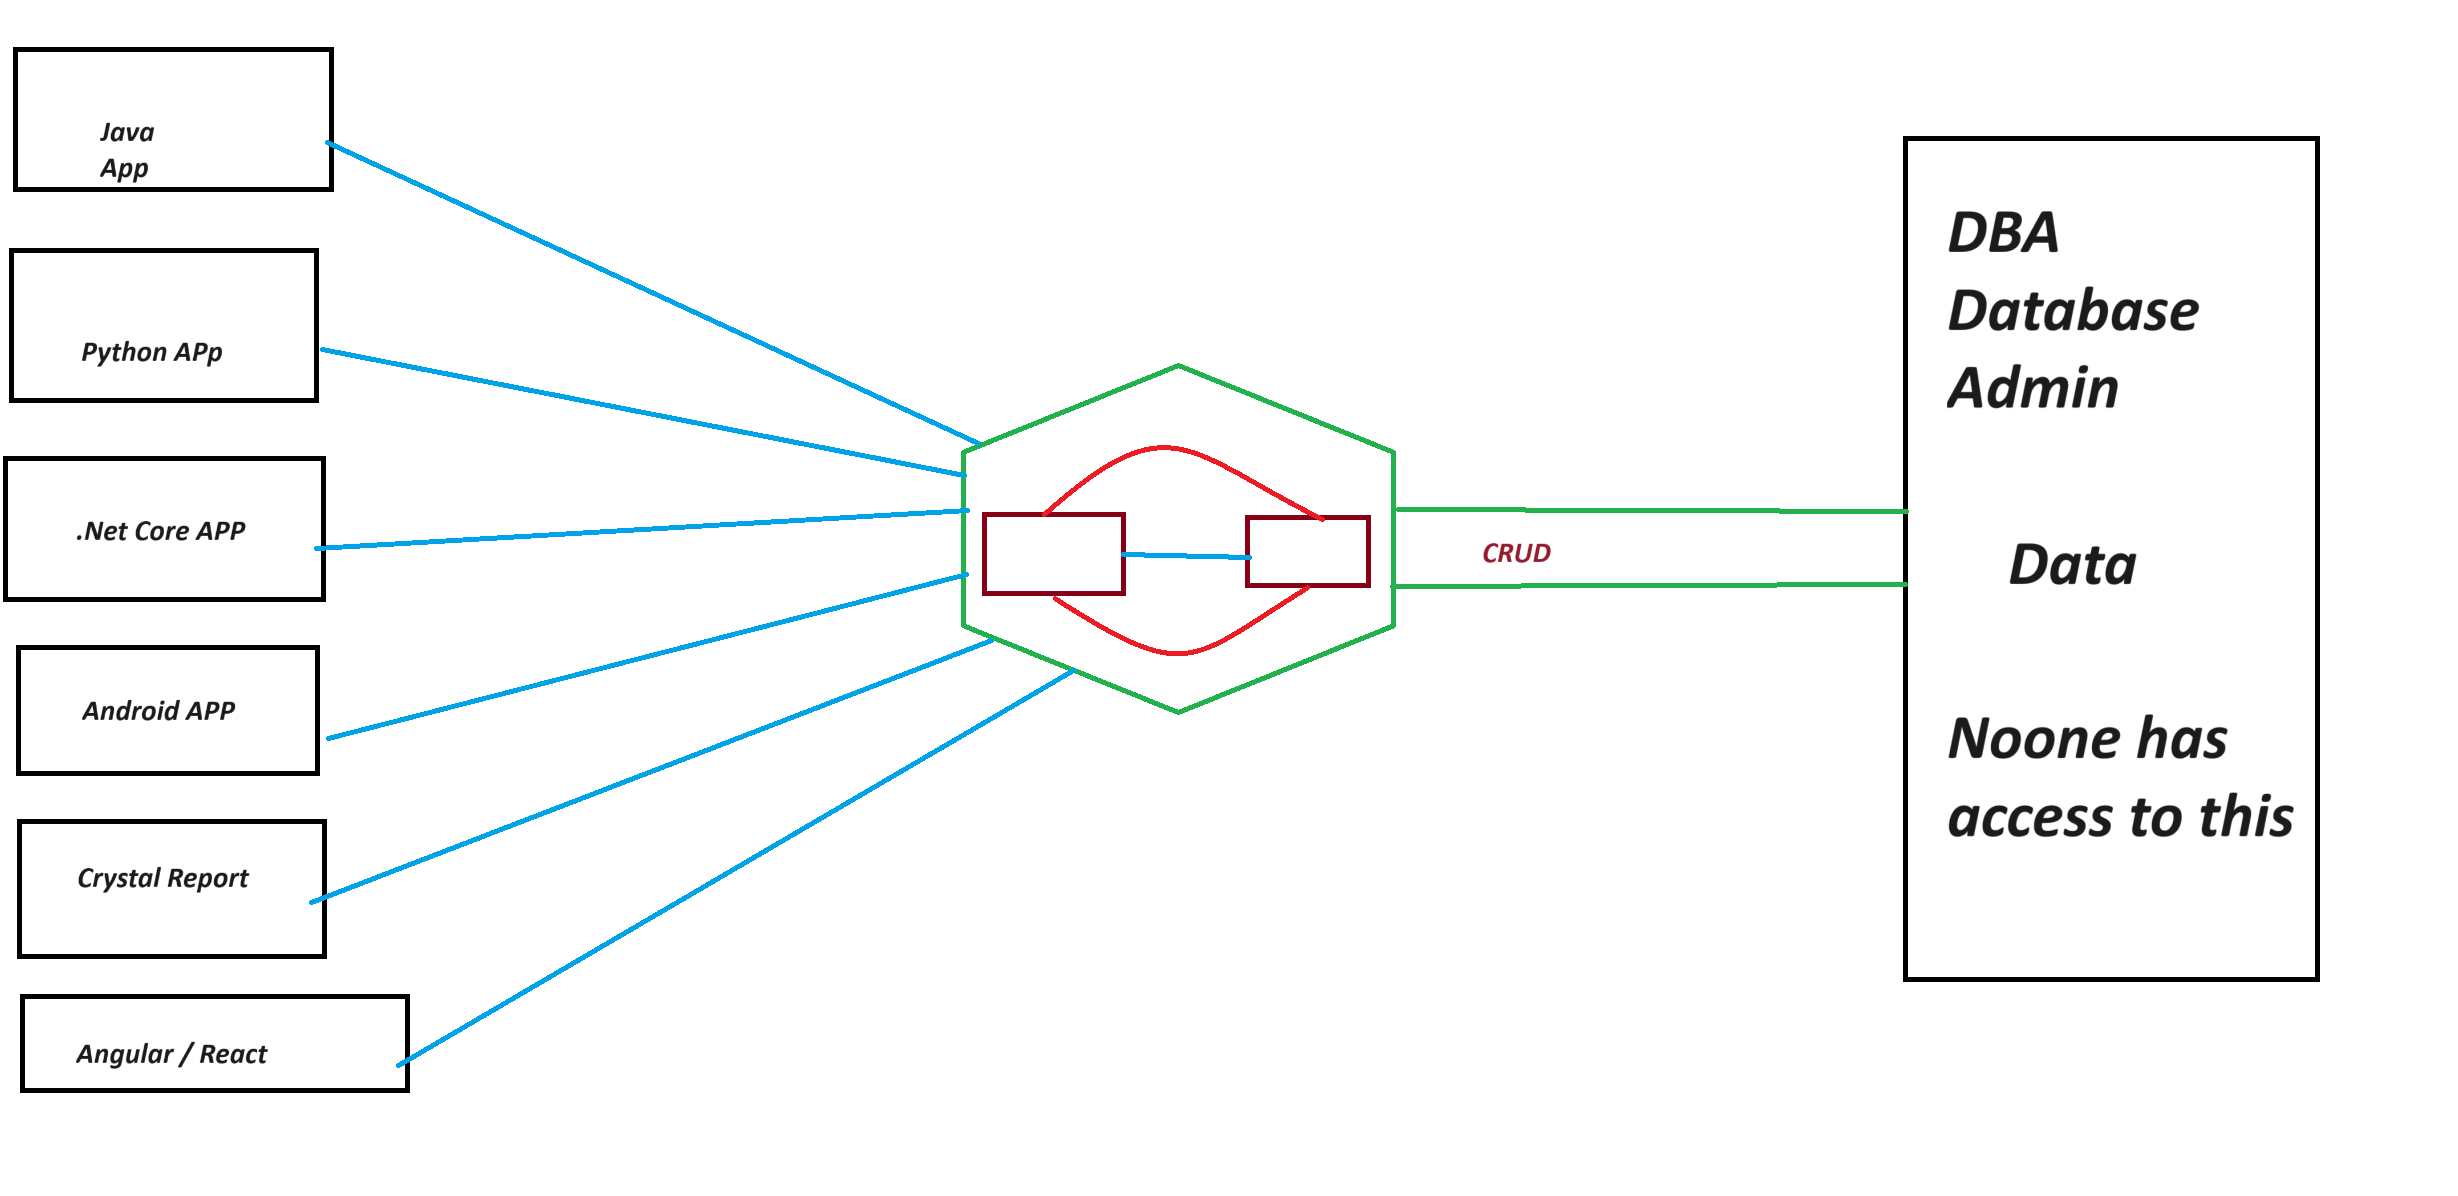 Java
App
Python APp
.Net Core APP
Android APP
Crystal Report
Angular / React
CRUD
DBA
Database
Admin
Data
Noone has
access to this